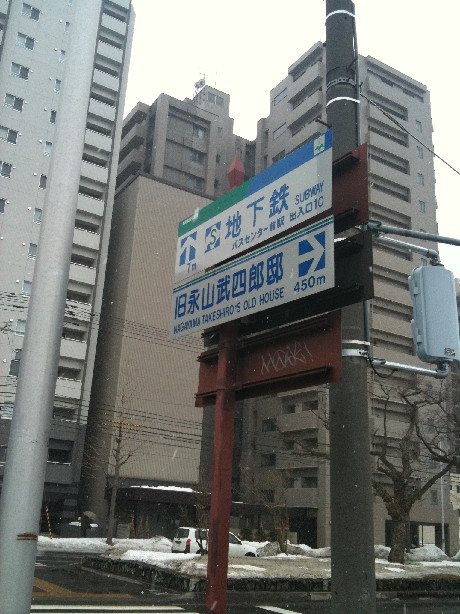 地下鉄 SUBWAY
バスセンター前駅 出入口10
7m
旧永山武四郎邸
NAGAYAMA TAKESHIRO'S OLD HOUSE 450m